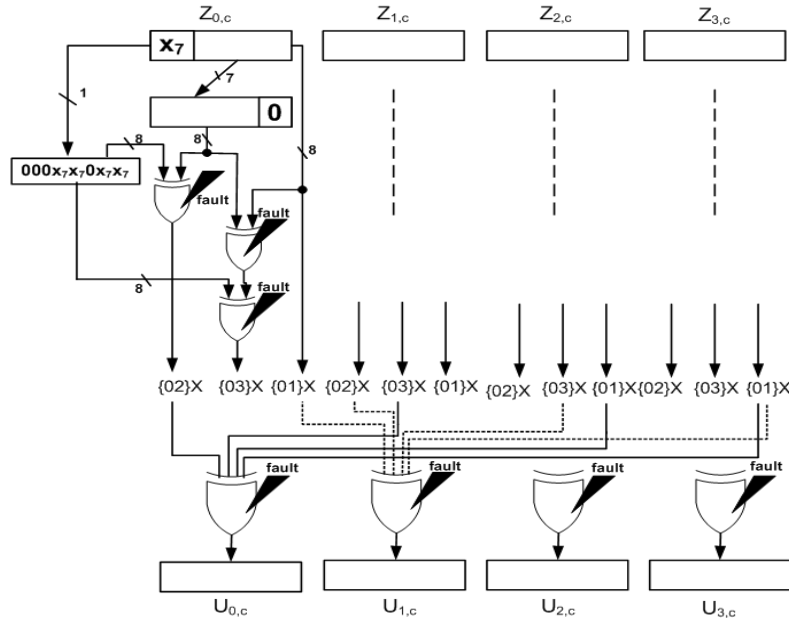 Z0,c Z1,c Z2,c Z3,c
x7
7
1
0
8 8 8
000x7x70x7x7
fault
fault
8
fault
{02}X {03}X {01}X {02}X {03}X {01}X {02}X {03}X {01}X {02}X {03}X {01}X
fault fault fault fault
U0,c U1,c U2,c U3,c